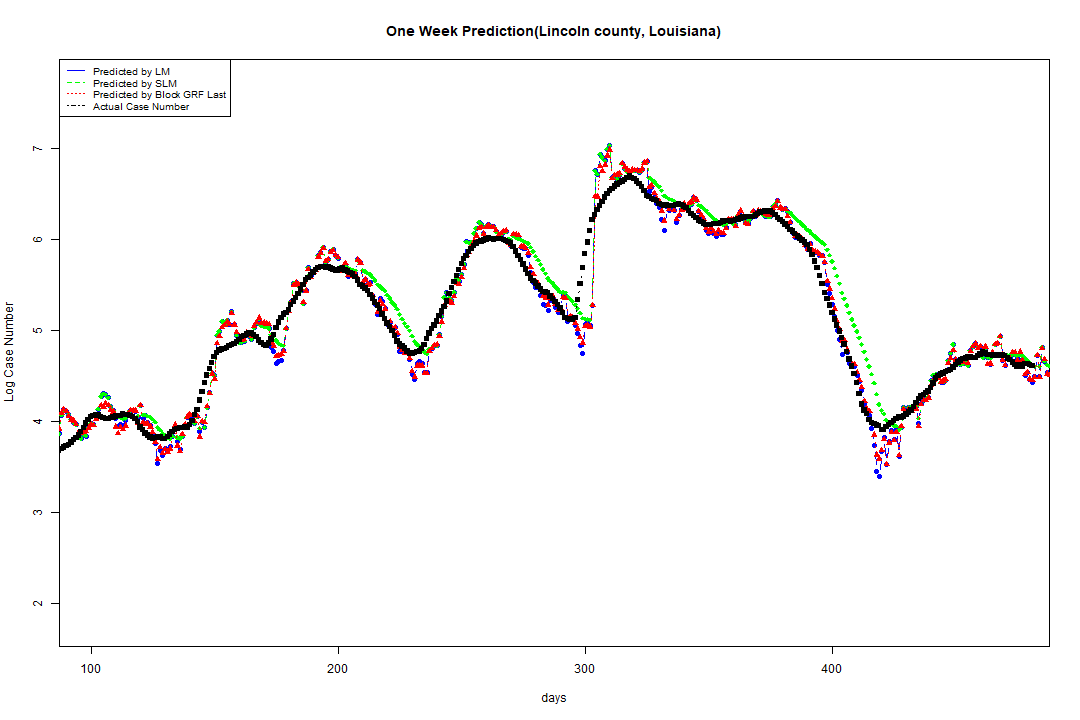 One Week Prediction(Lincoln county, Louisiana)
Predicted by LM
Predicted by SLM
Predicted by Block GRF Last
Actual Case Number
7
6
5
4
3
2
Log Case Number
100 200 300 400
days